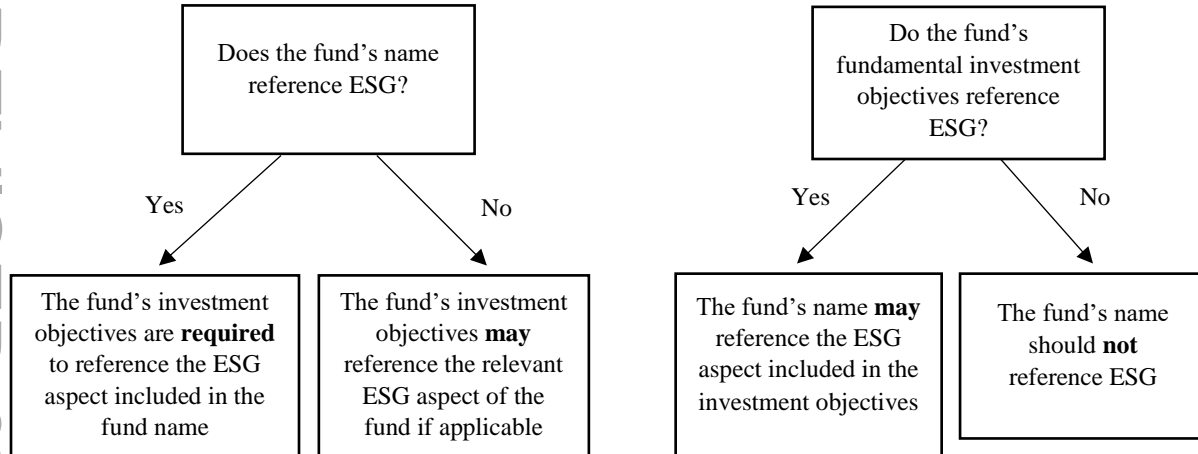 Does the fund’s name
reference ESG?
Yes
No
The fund’s investment
objectives are required
to reference the ESG
aspect included in the
fund name
The fund’s investment
objectives may
reference the relevant
ESG aspect of the
fund if applicable
Do the fund’s
fundamental investment
objectives reference
ESG?
Yes
No
The fund’s name may
reference the ESG
aspect included in the
investment objectives
The fund’s name
should not
reference ESG